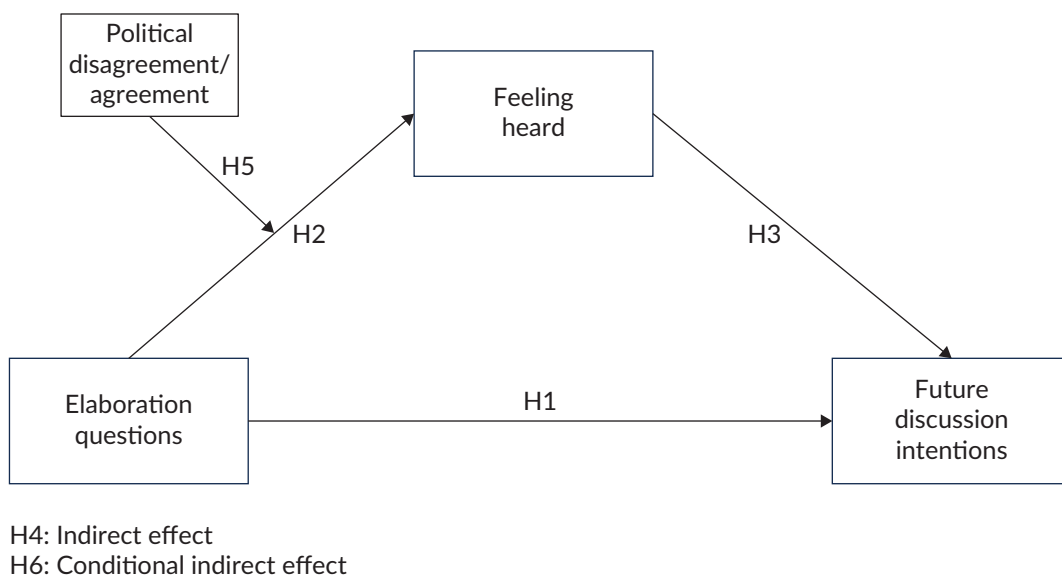 Political
disagreement/
agreement
Feeling
heard
H5
H2
H3
Elaboration
questions
H1
Future
discussion
intentions
H4: Indirect effect
H6: Conditional indirect effect